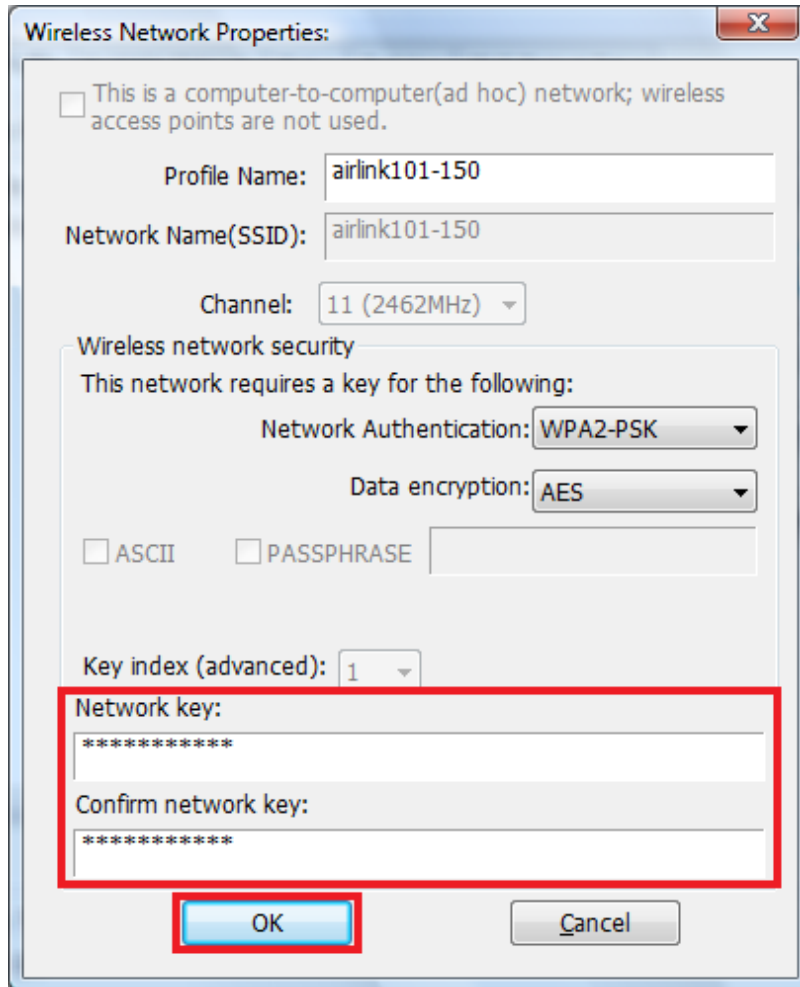 Wireless Network Properties:
This is a computer-to-computer(ad hoc) network; wireless
access points are not used.
Profile Name: airlink101-150
Network Name(SSID): airlink101-150
Channel: 11 (2462MHz)
Wireless network security
This network requires a key for the following:
Network Authentication: WPA2-PSK
Data encryption: AES
ASCII PASSPHRASE
Key index (advanced): 1
Network key:
***********
Confirm network key:
***********
OK Cancel